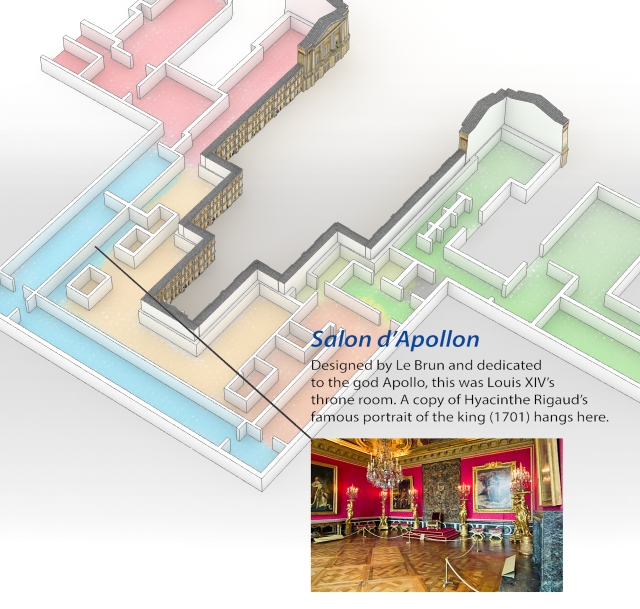 Salon d’Apollon
Designed by Le Brun and dedicated
to the god Apollo, this was Louis XIV’s
throne room. A copy of Hyacinthe Rigaud’s
famous portrait of the king (1701) hangs here.